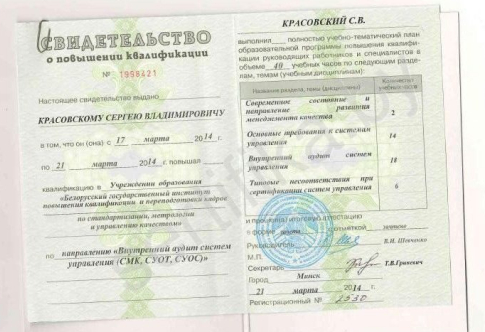 СВИДЕТЕЛЬСТВО
о повышении квалификации
№ 1996421
Настоящее свидетельство выдано
КРАСОВСКОМУ СЕРГЕЮ ВЛАДИМИРОВИЧУ
в том, что он (она) с 17 марта 2014 г.
по 21 марта 2014 г. повышал
квалификацию в Учреждении образования
"Белорусский государственный институт
повышения квалификации и переподготовки кадров
по стандартизации, метрологии
и управлению качеством"
по направлению «Внутренний аудит систем
управления (СМК, СУОТ, СУОС)»
КРАСОВСКИЙ С.В.
выполнил полностью учебно-тематический план
образовательной программы повышения квалифи-
кации руководящих работников и специалистов в
объеме 40 учебных часов по следующим разде-
лам, темам (учебным дисциплинам):
Название раздела, темы (дисциплины)
Количество учебных часов
Современные состояние и
направление развития
менеджмента качества 2
Основные требования к системам
управления 14
Внутренний аудит систем
управления 18
Типовые несоответствия при
сертификации систем управления 6
и прошел итоговую аттестацию
в форме зачета с отметкой зачтено
Руководитель В.Н. Шевченко
М.П.
Секретарь Т.В.Гриневич
Город Минск
21 марта 2014 г.
Регистрационный № 2530